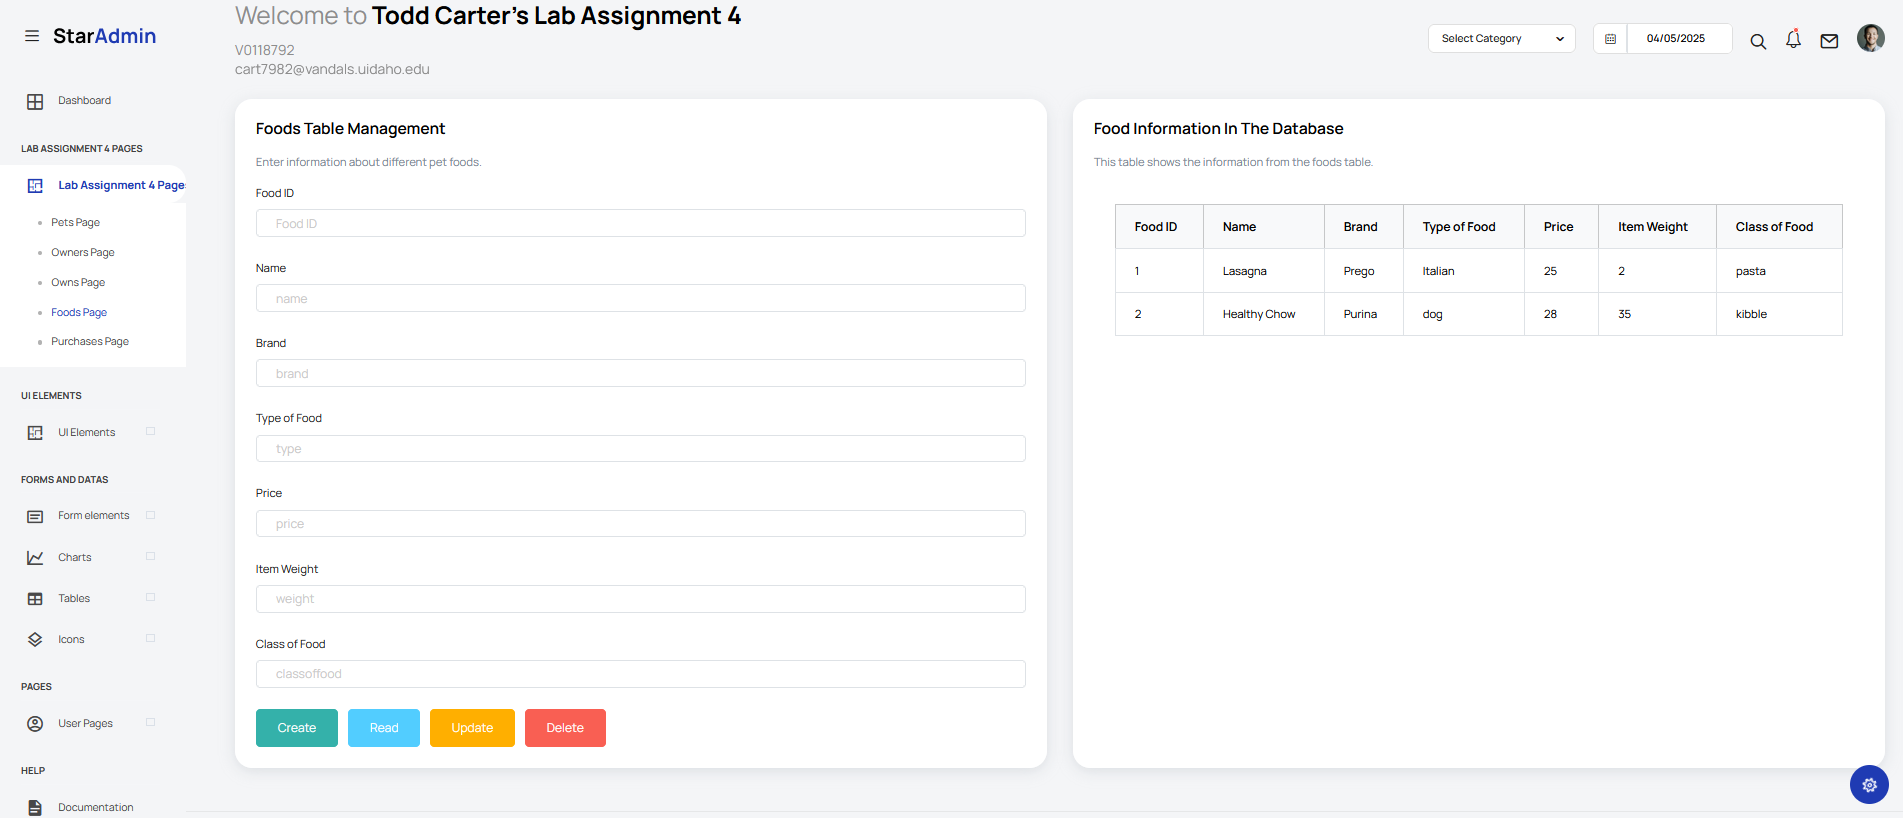 StarAdmin
Dashboard
LAB ASSIGNMENT 4 PAGES
Lab Assignment 4 Pages
Pets Page
Owners Page
Owns Page
Foods Page
Purchases Page
UI ELEMENTS
UI Elements
FORMS AND DATAS
Form elements
Charts
Tables
Icons
PAGES
User Pages
HELP
Documentation
Welcome to Todd Carter's Lab Assignment 4
V0118792
cart7982@vandals.uidaho.edu
Select Category
04/05/2025
Foods Table Management
Enter information about different pet foods.
Food ID
Food ID
Name
name
Brand
brand
Type of Food
type
Price
price
Item Weight
weight
Class of Food
classoffood
Create Read Update Delete
Food Information In The Database
This table shows the information from the foods table.
Food ID Name Brand Type of Food Price Item Weight Class of Food
1 Lasagna Prego Italian 25 2 pasta
2 Healthy Chow Purina dog 28 35 kibble